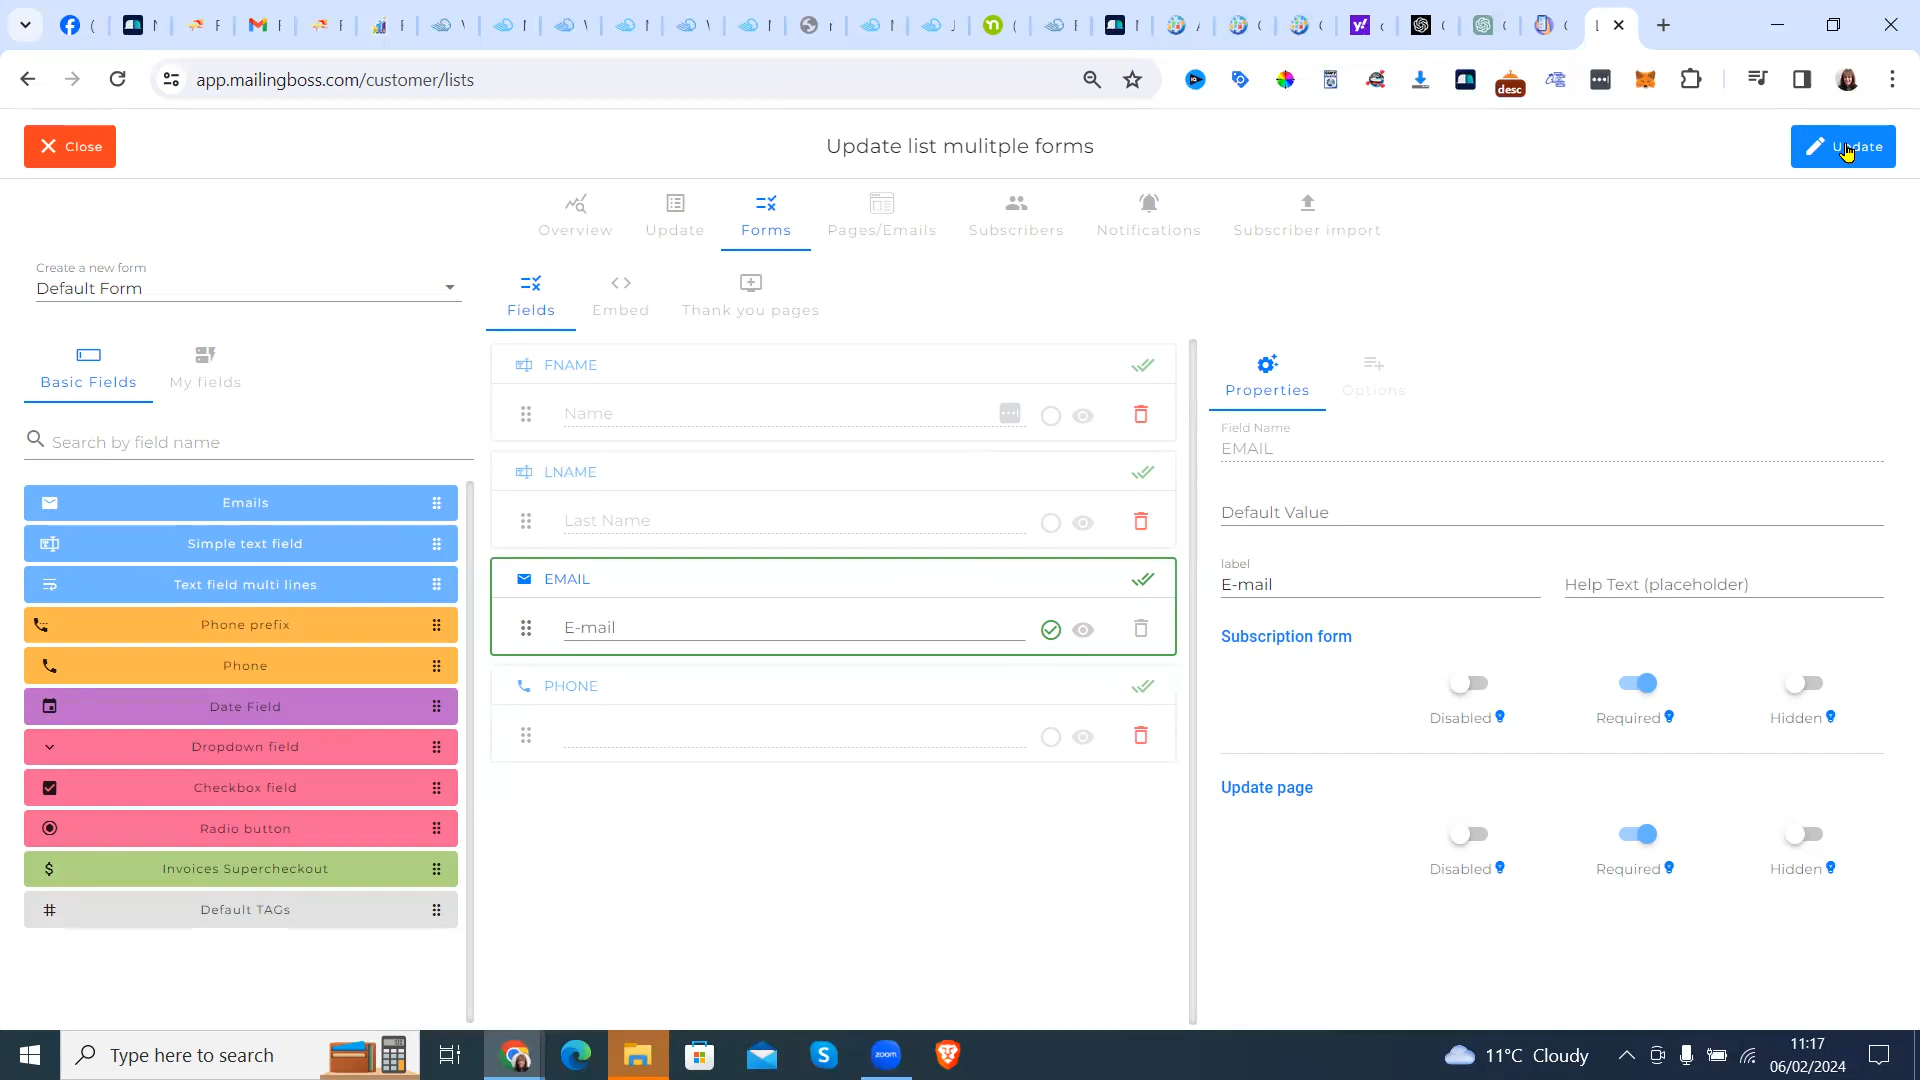 app.mailingboss.com/customer/lists
desc
Close
Update list mulitple forms
Update
Overview
Update
Forms
Pages/Emails
Subscribers
Notifications
Subscriber import
Create a new form
Default Form
Fields
Embed
Thank you pages
Basic Fields
My fields
Search by field name
Emails
Simple text field
Text field multi lines
Phone prefix
Phone
Date Field
Dropdown field
Checkbox field
Radio button
Invoices Supercheckout
Default TAGs
FNAME
Name
LNAME
Last Name
EMAIL
E-mail
PHONE
Properties
Options
Field Name
EMAIL
Default Value
label
E-mail
Help Text (placeholder)
Subscription form
Disabled
Required
Hidden
Update page
Disabled
Required
Hidden
Type here to search
zoom
11°C Cloudy
11:17
06/02/2024